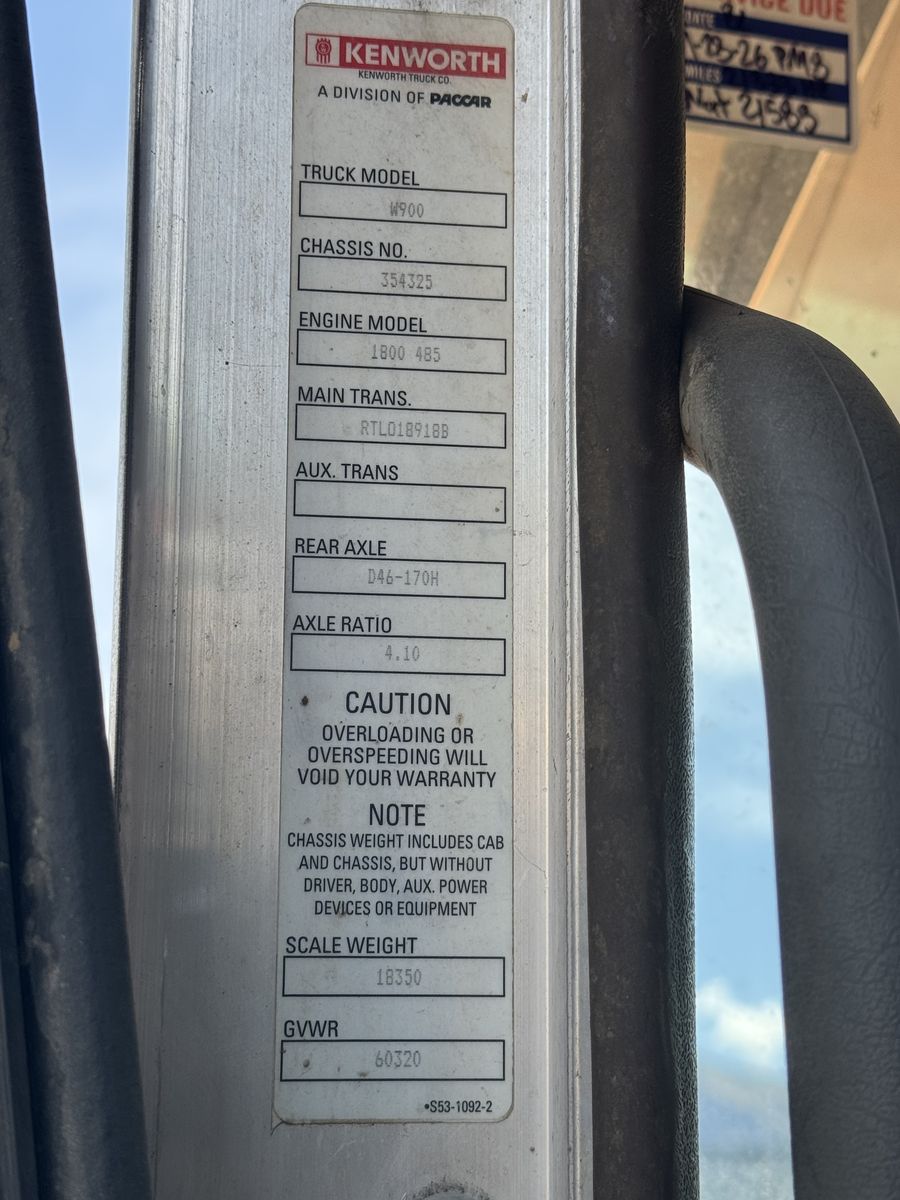 KENWORTH
KENWORTH TRUCK CO.
A DIVISION OF PACCAR
TRUCK MODEL
W900
CHASSIS NO.
354325
ENGINE MODEL
1800 485
MAIN TRANS.
RTLO18918B
AUX. TRANS
REAR AXLE
D46-170H
AXLE RATIO
4.10
CAUTION
OVERLOADING OR
OVERSPEEDING WILL
VOID YOUR WARRANTY
NOTE
CHASSIS WEIGHT INCLUDES CAB
AND CHASSIS, BUT WITHOUT
DRIVER, BODY, AUX. POWER
DEVICES OR EQUIPMENT
SCALE WEIGHT
18350
GVWR
60320
•S53-1092-2
DUE
DATE
MILES